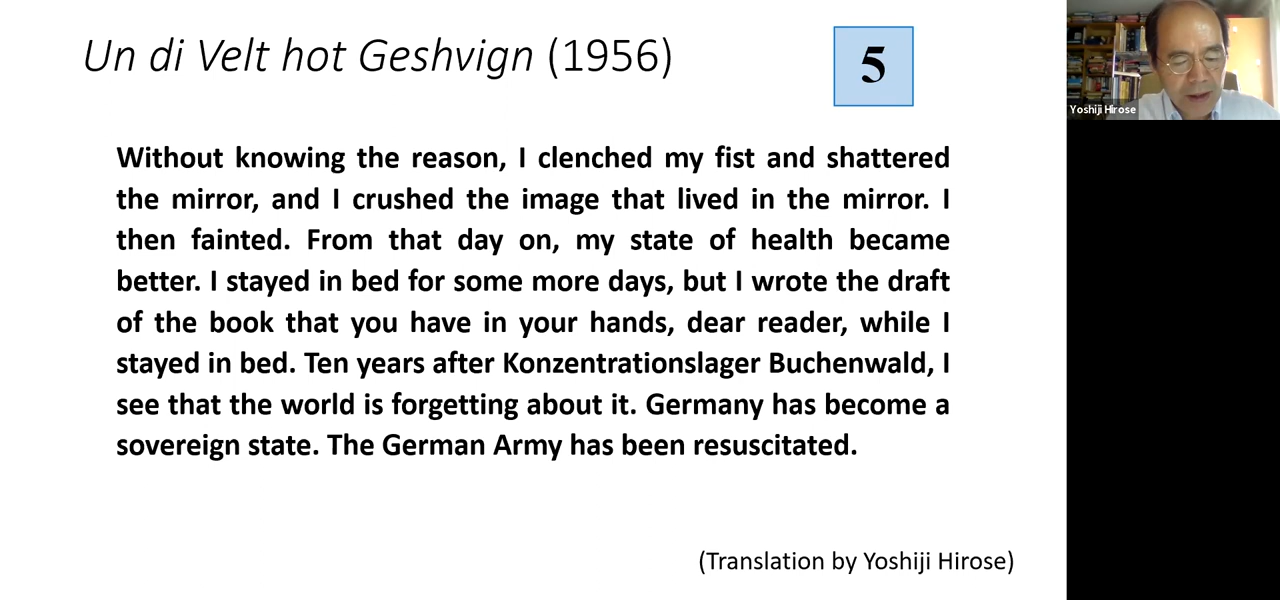 Un di Velt hot Geshvign (1956)
5
Yoshiji Hirose
Without knowing the reason, I clenched my fist and shattered
the mirror, and I crushed the image that lived in the mirror. I
then fainted. From that day on, my state of health became
better. I stayed in bed for some more days, but I wrote the draft
of the book that you have in your hands, dear reader, while I
stayed in bed. Ten years after Konzentrationslager Buchenwald, I
see that the world is forgetting about it. Germany has become a
sovereign state. The German Army has been resuscitated.
(Translation by Yoshiji Hirose)